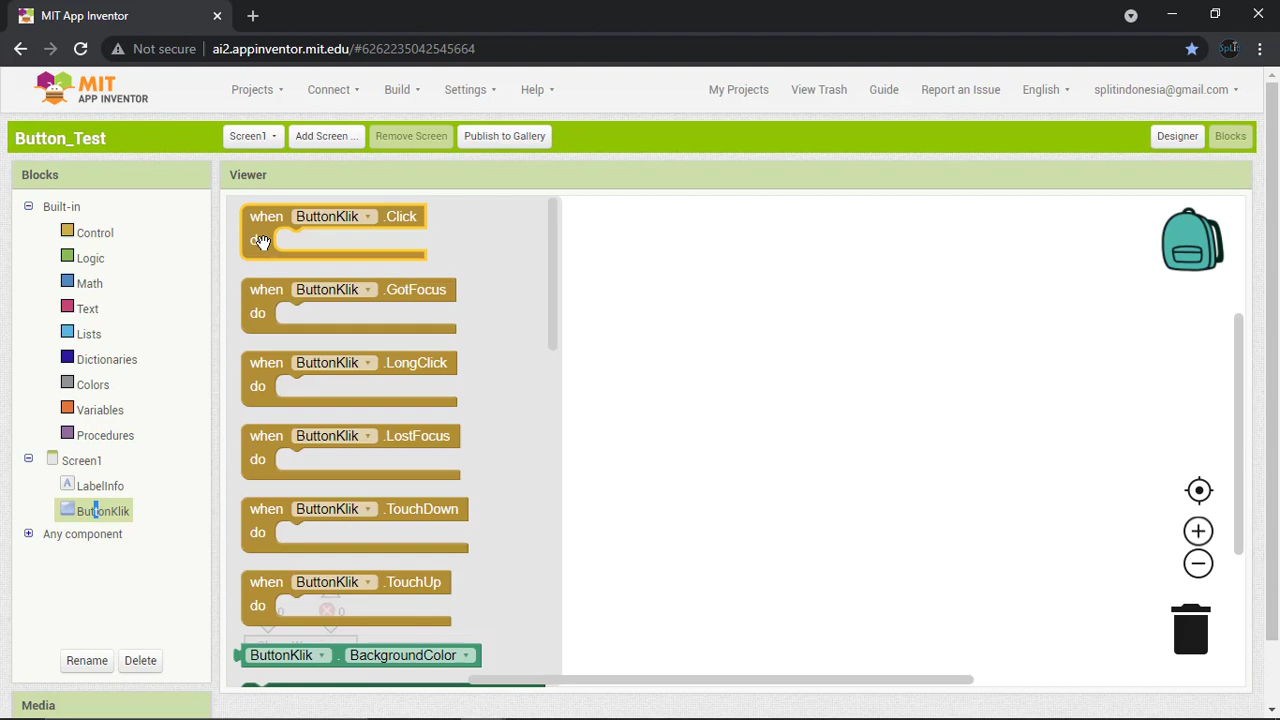 MIT App Inventor
Not secure
ai2.appinventor.mit.edu/#6262235042545664
SpLiT
MIT
APP INVENTOR
Projects
Connect
Build
Settings
Help
My Projects
View Trash
Guide
Report an Issue
English
splitindonesia@gmail.com
Button_Test
Screen1
Add Screen ...
Remove Screen
Publish to Gallery
Designer
Blocks
Blocks
Viewer
Built-in
Control
Logic
Math
Text
Lists
Dictionaries
Colors
Variables
Procedures
Screen1
LabelInfo
ButtonKlik
Any component
Rename
Delete
Media
when ButtonKlik .Click
do
when ButtonKlik .GotFocus
do
when ButtonKlik .LongClick
do
when ButtonKlik .LostFocus
do
when ButtonKlik .TouchDown
do
when ButtonKlik .TouchUp
do
0 0
ButtonKlik . BackgroundColor